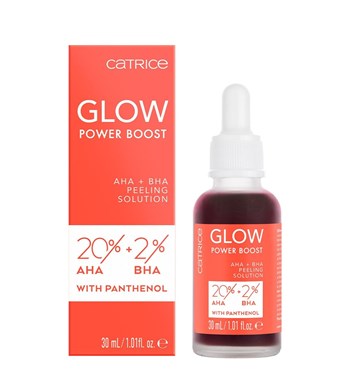 CATRICE
GLOW
POWER BOOST
AHA + BHA
PEELING
SOLUTION
20% + 2%
AHA BHA
WITH PANTHENOL
30 mL/1.01fl. oz. ℮
CATRICE
GLOW
POWER BOOST
AHA + BHA
PEELING
SOLUTION
20% + 2%
AHA BHA
WITH PANTHENOL
30 mL/1.01 fl. oz. ℮